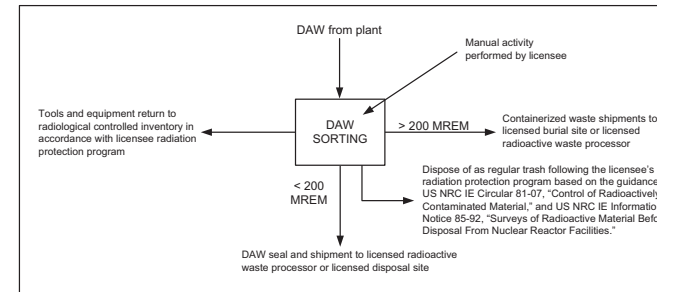 DAW from plant
Manual activity
performed by licensee
Tools and equipment return to
radiological controlled inventory in
accordance with licensee radiation
protection program
DAW
SORTING
> 200 MREM
Containerized waste shipments to
licensed burial site or licensed
radioactive waste processor
< 200
MREM
Dispose of as regular trash following the licensee's
radiation protection program based on the guidance
US NRC IE Circular 81-07, “Control of Radioactively
Contaminated Material,” and US NRC IE Informatio
Notice 85-92, “Surveys of Radioactive Material Befo
Disposal From Nuclear Reactor Facilities.”
DAW seal and shipment to licensed radioactive
waste processor or licensed disposal site